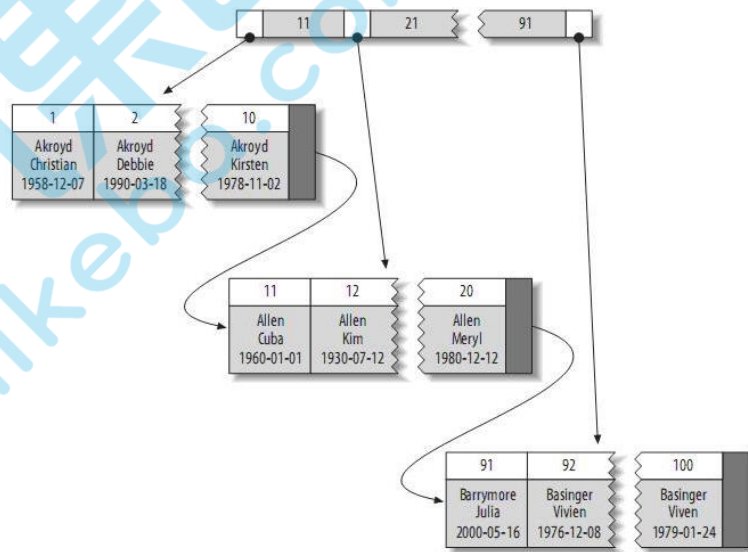 11 21 91
1 2 10
Akroyd Akroyd Akroyd
Christian Debbie Kirsten
1958-12-07 1990-03-18 1978-11-02
11 12 20
Allen Allen Allen
Cuba Kim Meryl
1960-01-01 1930-07-12 1980-12-12
91 92 100
Barrymore Basinger Basinger
Julia Vivien Viven
2000-05-16 1976-12-08 1979-01-24